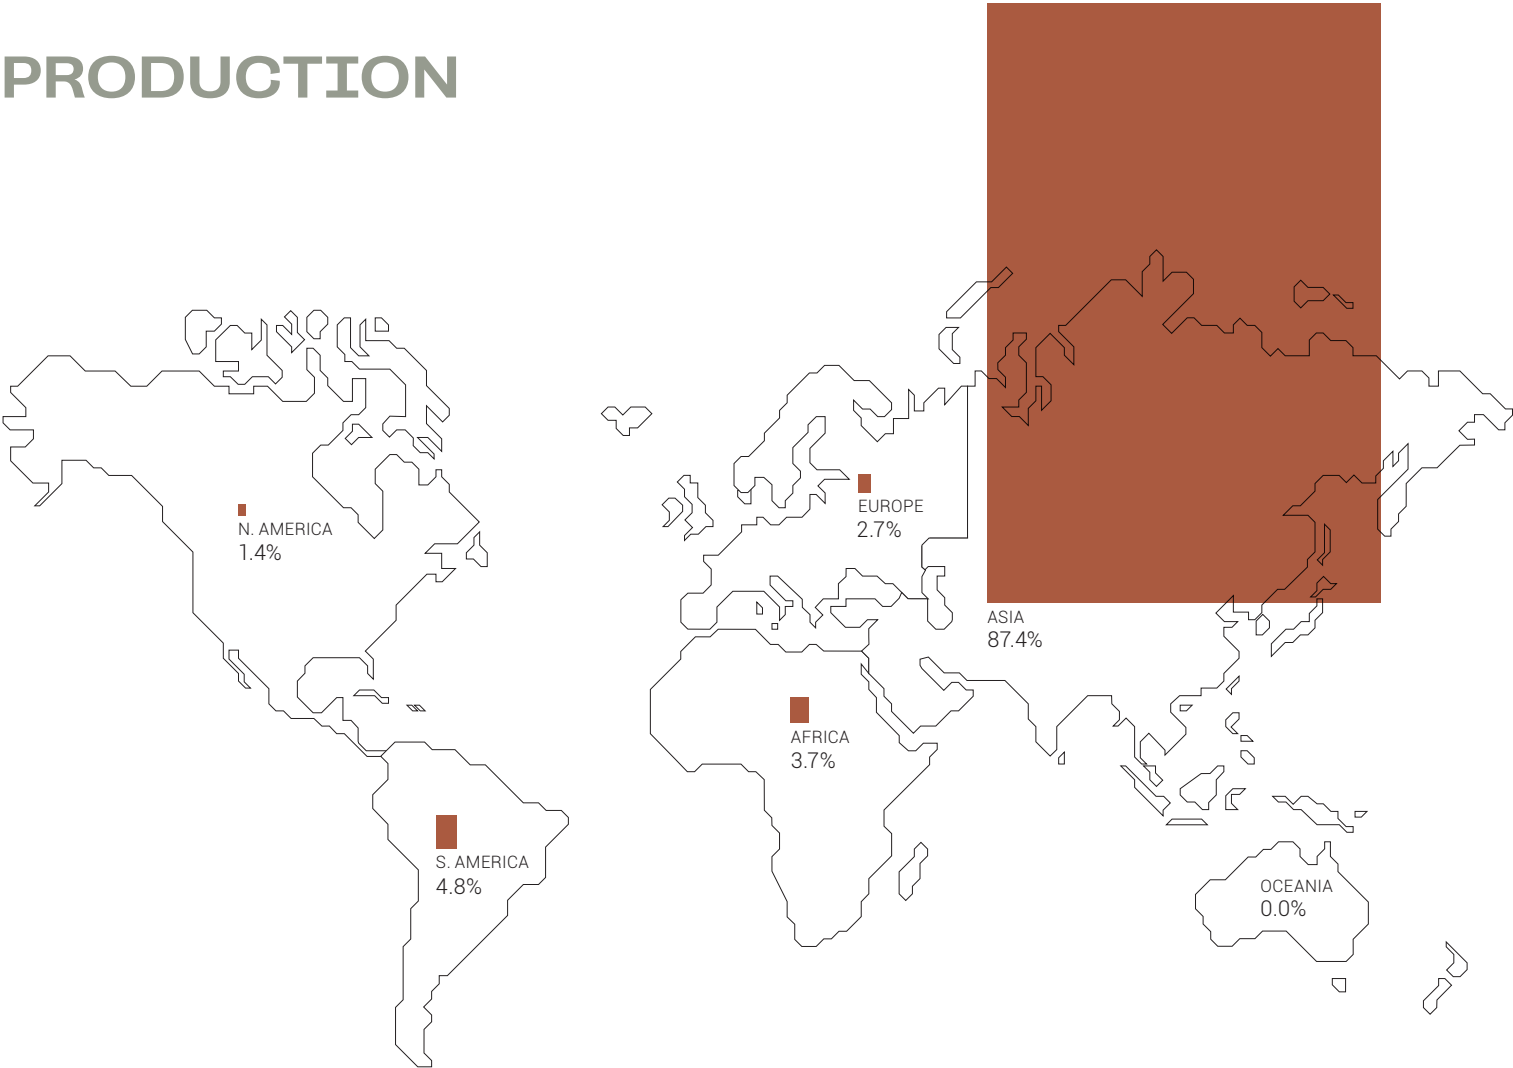 PRODUCTION
N. AMERICA
1.4%
EUROPE
2.7%
ASIA
87.4%
AFRICA
3.7%
S. AMERICA
4.8%
OCEANIA
0.0%